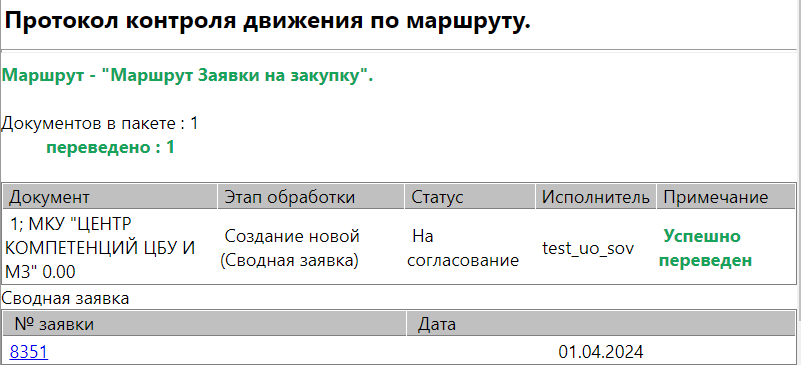 Протокол контроля движения по маршруту.
Маршрут - "Маршрут Заявки на закупку".
Документов в пакете : 1
переведено : 1
Документ Этап обработки Статус Исполнитель Примечание
1; МКУ "ЦЕНТР КОМПЕТЕНЦИЙ ЦБУ И МЗ" 0.00 Создание новой (Сводная заявка) На согласование test_uo_sov Успешно переведен
Сводная заявка
№ заявки Дата
8351 01.04.2024